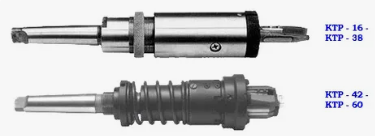 KTP - 16 -
KTP - 38
KTP - 42 -
KTP - 60